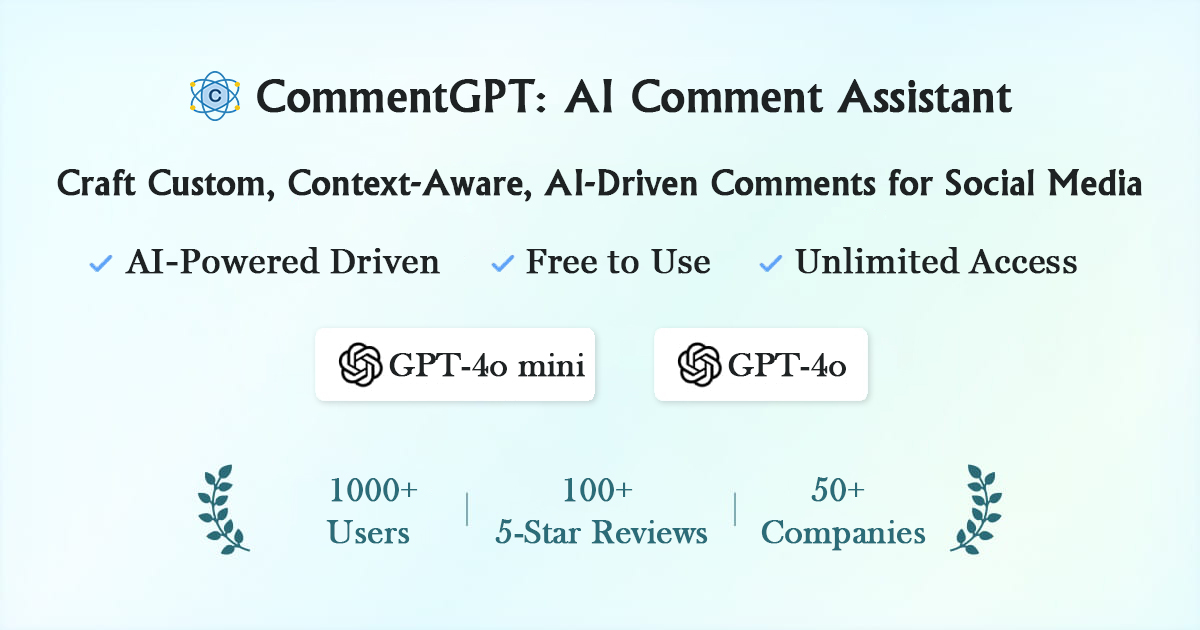 C CommentGPT: AI Comment Assistant
Craft Custom, Context-Aware, AI-Driven Comments for Social Media
AI-Powered Driven Free to Use Unlimited Access
GPT-4o mini GPT-4o
1000+ 100+ 50+
Users 5-Star Reviews Companies